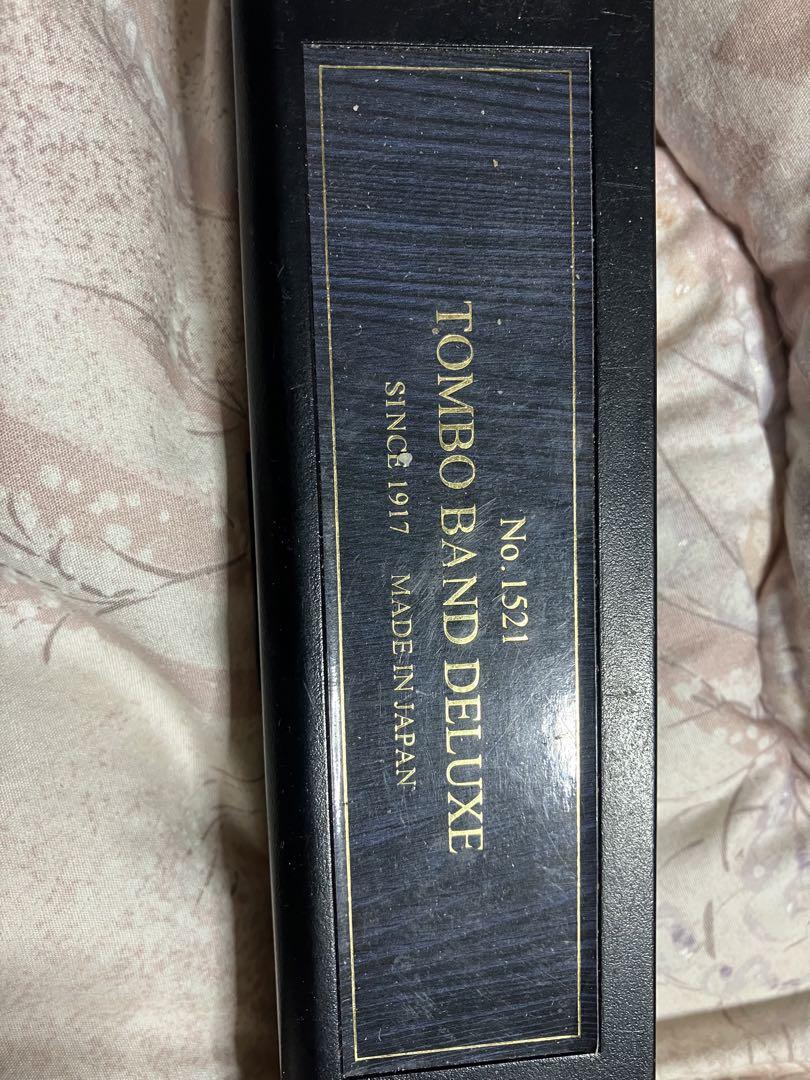 No. 1521
TOMBO BAND DELUXE
SINCE 1917 MADE IN JAPAN